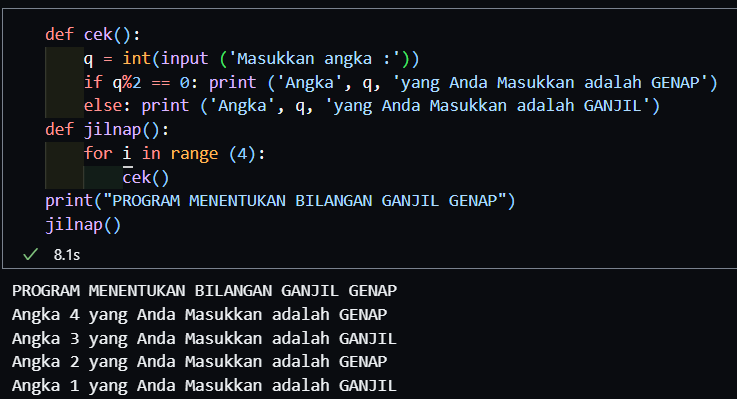 def cek():
    q = int(input ('Masukkan angka :'))
    if q%2 == 0: print ('Angka', q, 'yang Anda Masukkan adalah GENAP')
    else: print ('Angka', q, 'yang Anda Masukkan adalah GANJIL')
def jilnap():
    for i in range (4):
        cek()
print("PROGRAM MENENTUKAN BILANGAN GANJIL GENAP")
jilnap()
8.1s
PROGRAM MENENTUKAN BILANGAN GANJIL GENAP
Angka 4 yang Anda Masukkan adalah GENAP
Angka 3 yang Anda Masukkan adalah GANJIL
Angka 2 yang Anda Masukkan adalah GENAP
Angka 1 yang Anda Masukkan adalah GANJIL